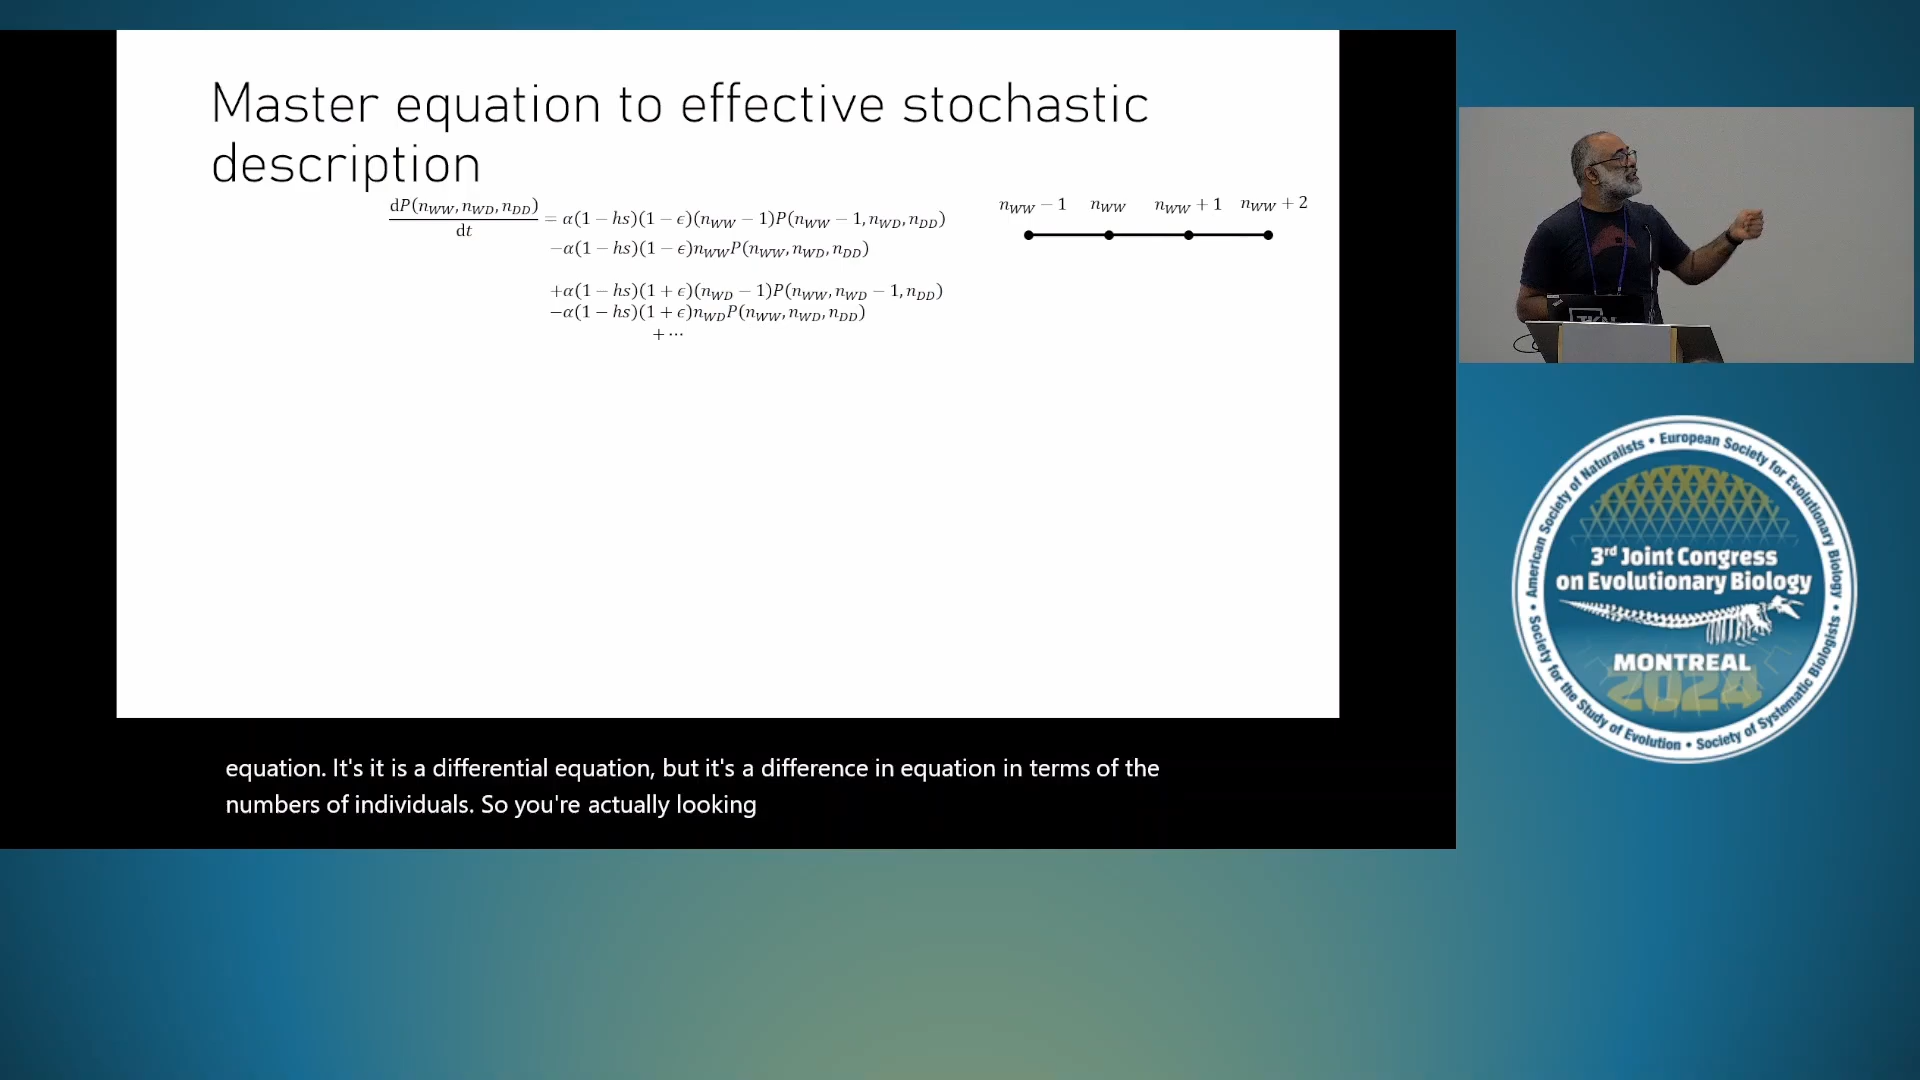 Master equation to effective stochastic
description
dP(n_WW, n_WD, n_DD)
dt
= α(1 − hs)(1 − ϵ)(n_WW − 1)P(n_WW − 1, n_WD, n_DD)
−α(1 − hs)(1 − ϵ)n_WW P(n_WW, n_WD, n_DD)
+α(1 − hs)(1 + ϵ)(n_WD − 1)P(n_WW, n_WD − 1, n_DD)
−α(1 − hs)(1 + ϵ)n_WD P(n_WW, n_WD, n_DD)
+ ⋯
n_WW − 1 n_WW n_WW + 1 n_WW + 2
equation. It's it is a differential equation, but it's a difference in equation in terms of the
numbers of individuals. So you're actually looking
American Society of Naturalists • European Society for Evolutionary Biology •
Society for the Study of Evolution • Society of Systematic Biologists •
3rd Joint Congress
on Evolutionary Biology
MONTREAL
2024